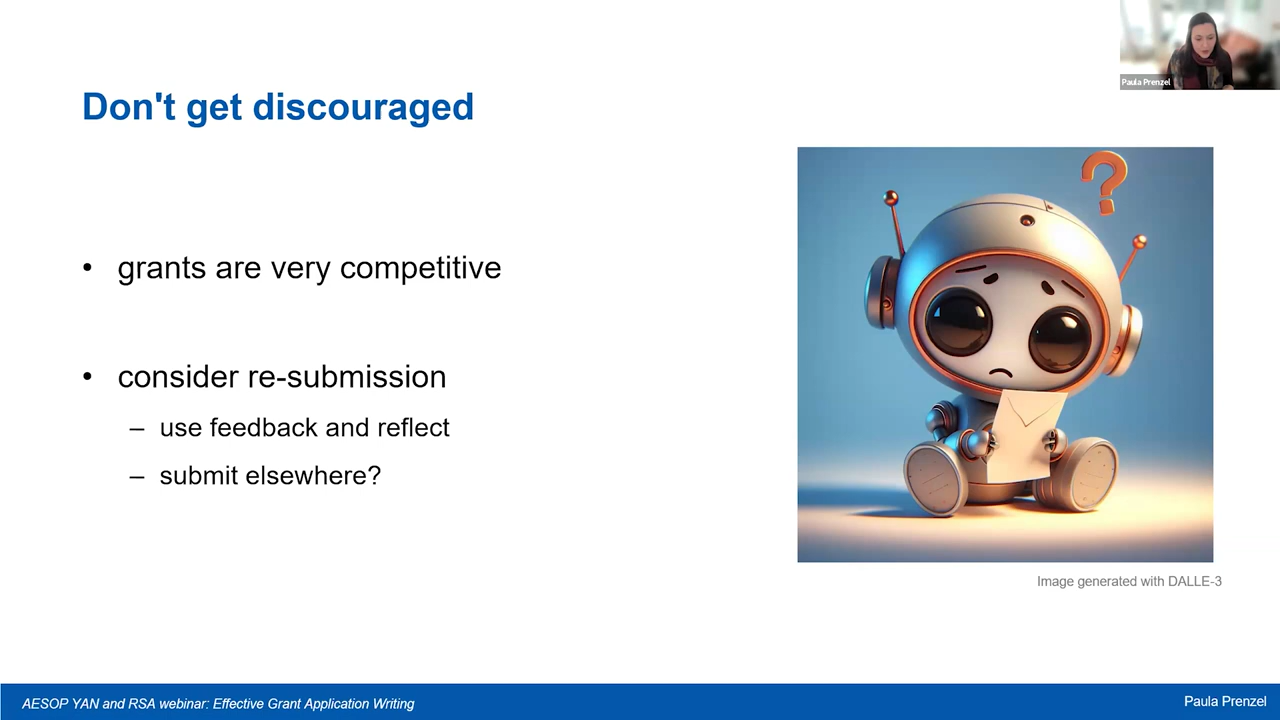 Paula Prenzel
Don't get discouraged
• grants are very competitive
• consider re-submission
– use feedback and reflect
– submit elsewhere?
?
Image generated with DALLE-3
AESOP YAN and RSA webinar: Effective Grant Application Writing
Paula Prenzel